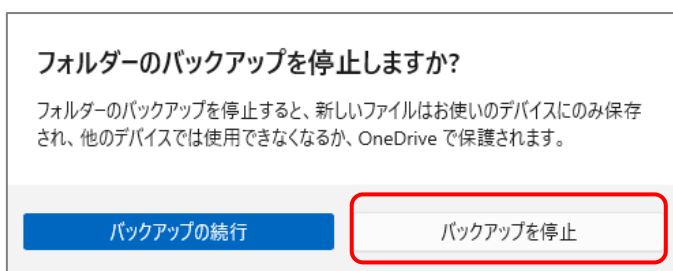 フォルダーのバックアップを停止しますか?
フォルダーのバックアップを停止すると、新しいファイルはお使いのデバイスにのみ保存
され、他のデバイスでは使用できなくなるか、OneDrive で保護されます。
バックアップの続行
バックアップを停止